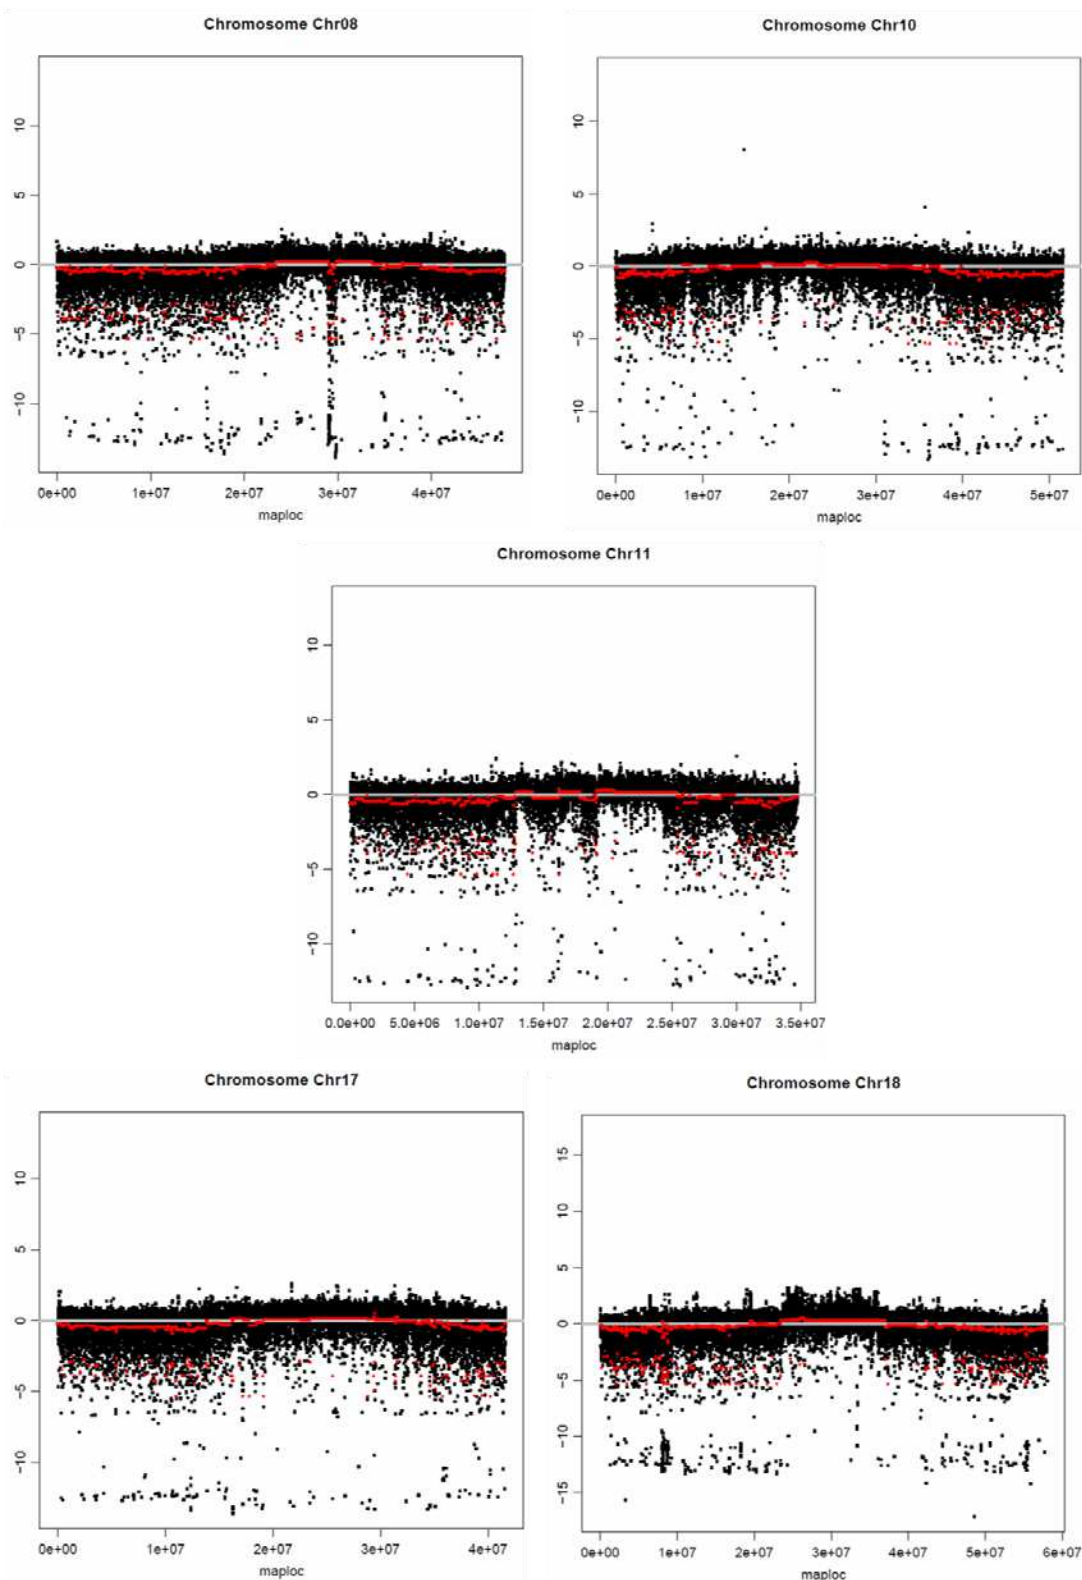 Chromosome Chr08
10
5
0
−5
−10
0e+00 1e+07 2e+07 3e+07 4e+07
maploc
Chromosome Chr10
10
5
0
−5
−10
0e+00 1e+07 2e+07 3e+07 4e+07 5e+07
maploc
Chromosome Chr11
10
5
0
−5
−10
0.0e+00 5.0e+06 1.0e+07 1.5e+07 2.0e+07 2.5e+07 3.0e+07 3.5e+07
maploc
Chromosome Chr17
10
5
0
−5
−10
0e+00 1e+07 2e+07 3e+07 4e+07
maploc
Chromosome Chr18
15
10
5
0
−5
−10
−15
0e+00 1e+07 2e+07 3e+07 4e+07 5e+07 6e+07
maploc